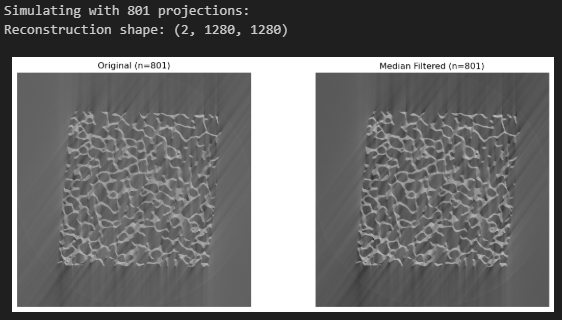 Simulating with 801 projections:
Reconstruction shape: (2, 1280, 1280)
Original (n=801)
Median Filtered (n=801)